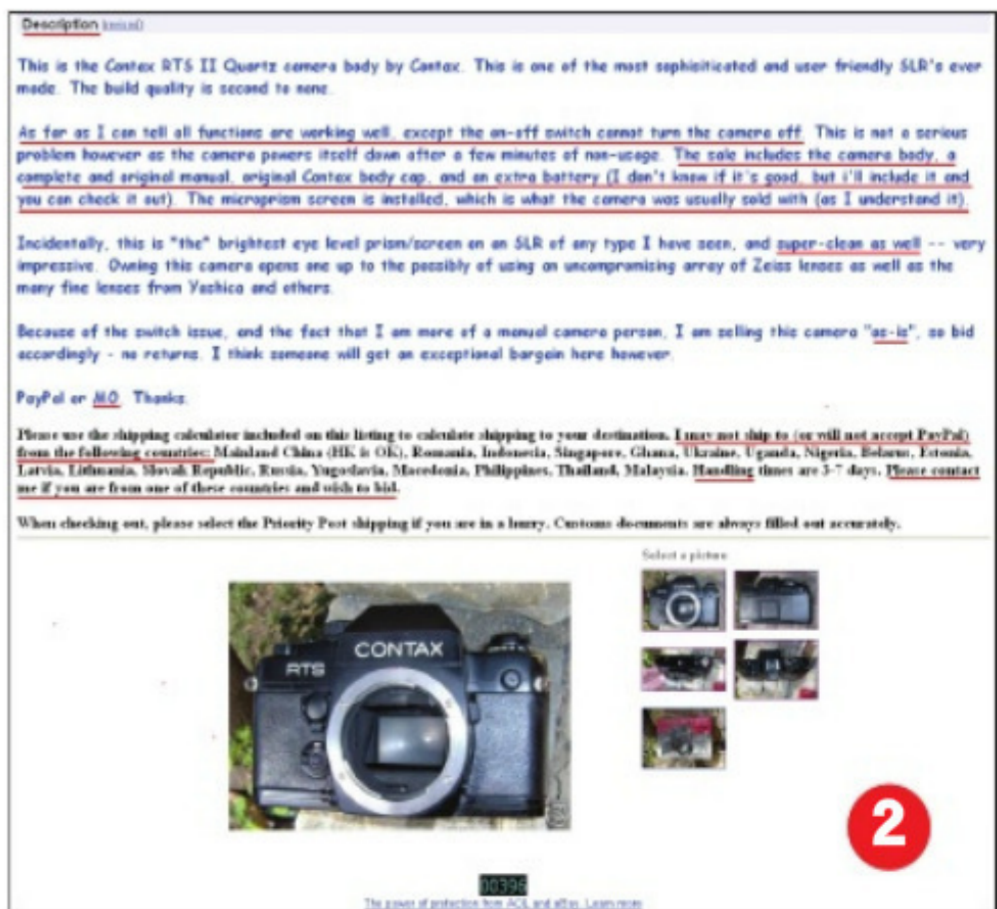 Description (revised)
This is the Contax RTS II Quartz camera body by Contax. This is one of the most sophisiticated and user friendly SLR's ever
made. The build quality is second to none.
As far as I can tell all functions are working well, except the on-off switch cannot turn the camera off. This is not a serious
problem however as the camera powers itself down after a few minutes of non-usage. The sale includes the camera body, a
complete and original manual, original Contax body cap, and an extra battery (I don't know if it's good, but i'll include it and
you can check it out). The microprism screen is installed, which is what the camera was usually sold with (as I understand it).
Incidentally, this is "the" brightest eye level prism/screen on an SLR of any type I have seen, and super-clean as well -- very
impressive. Owning this camera opens one up to the possibly of using an uncompromising array of Zeiss lenses as well as the
many fine lenses from Yashica and others.
Because of the switch issue, and the fact that I am more of a manual camera person, I am selling this camera "as-is", so bid
accordingly - no returns. I think someone will get an exceptional bargain here however.
PayPal or MO. Thanks.
Please use the shipping calculator included on this listing to calculate shipping to your destination. I may not ship to (or will not accept PayPal)
from the following countries: Mainland China (HK is OK), Romania, Indonesia, Singapore, Ghana, Ukraine, Uganda, Nigeria, Belarus, Estonia,
Latvia, Lithuania, Slovak Republic, Russia, Yugoslavia, Macedonia, Philippines, Thailand, Malaysia. Handling times are 3-7 days. Please contact
me if you are from one of these countries and wish to bid.
When checking out, please select the Priority Post shipping if you are in a hurry. Customs documents are always filled out accurately.
Select a picture
CONTAX
RTS
2
00396
The power of protection from AOL and eBay. Learn more